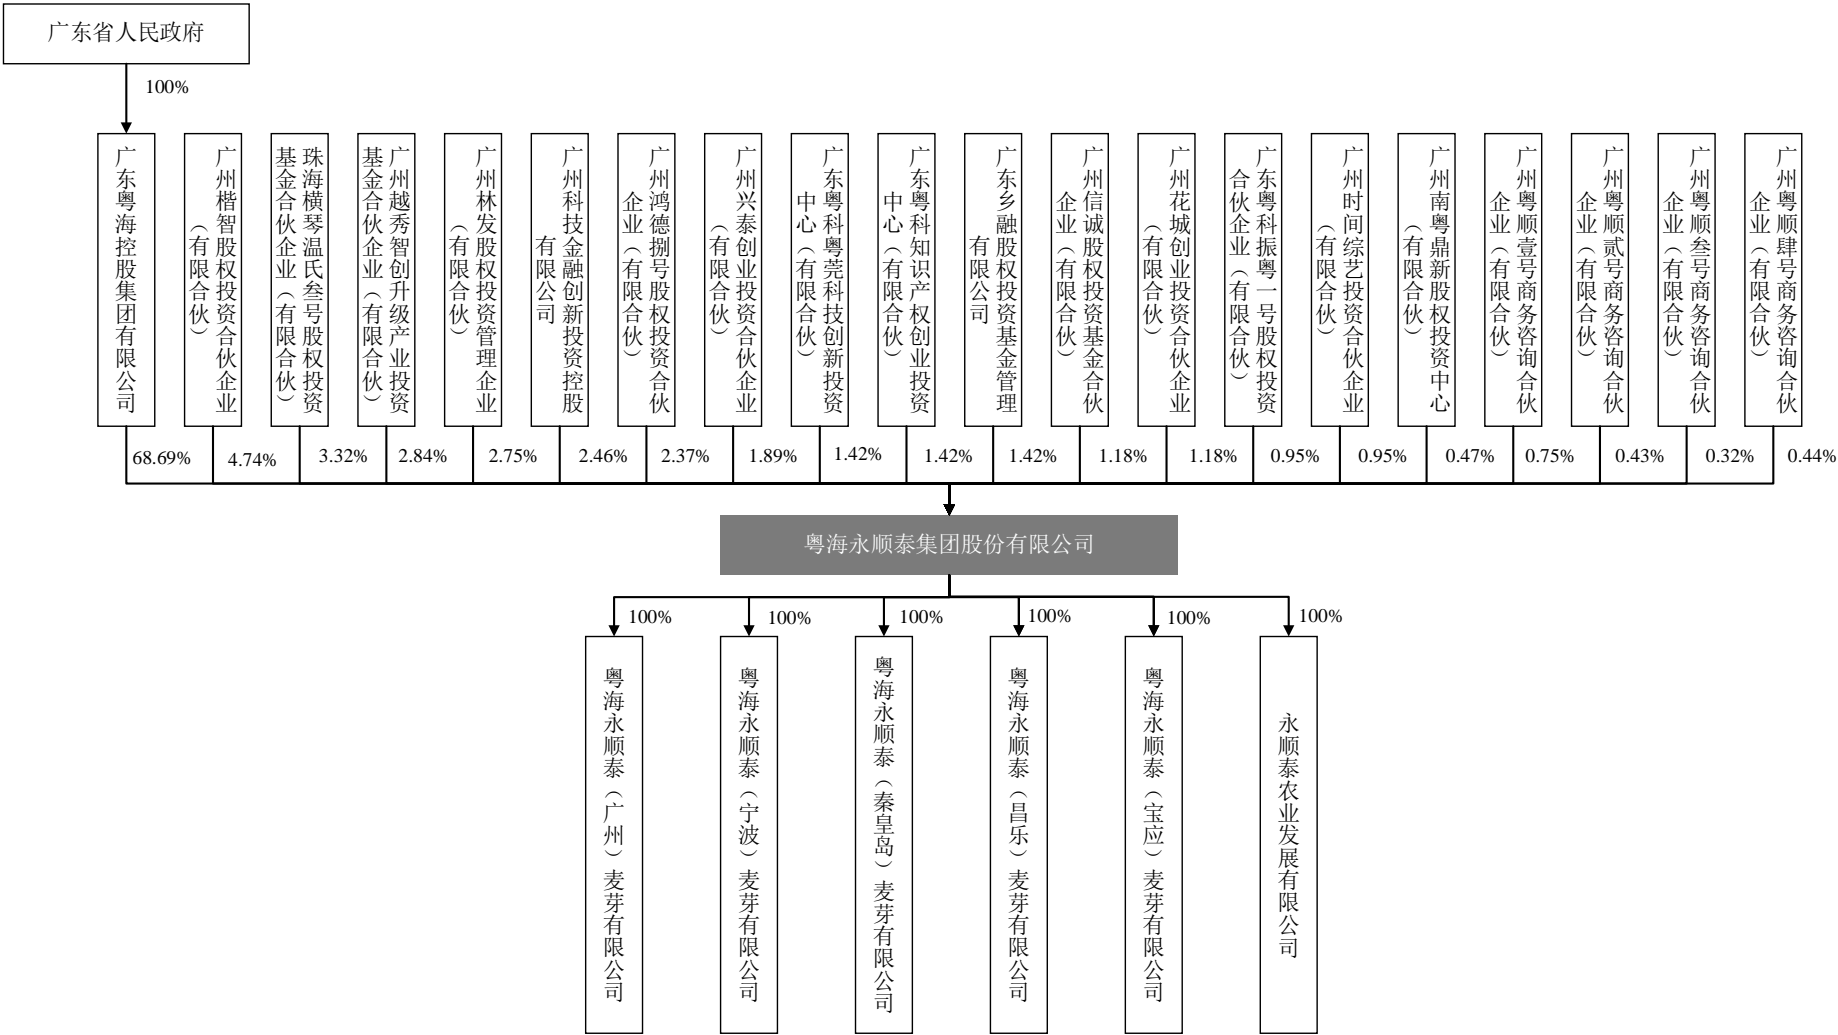 广东省人民政府
100%
广东粤海控股集团有限公司
广州楷智股权投资合伙企业
（有限合伙）
珠海横琴温氏叁号股权投资
基金合伙企业（有限合伙）
广州越秀智创升级产业投资
基金合伙企业（有限合伙）
广州林发股权投资管理企业
（有限合伙）
广州科技金融创新投资控股
有限公司
广州鸿德捌号股权投资合伙
企业（有限合伙）
广州兴泰创业投资合伙企业
（有限合伙）
广东粤科粤莞科技创新投资
中心（有限合伙）
广东粤科知识产权创业投资
中心（有限合伙）
广东乡融股权投资基金管理
有限公司
广州信诚股权投资基金合伙
企业（有限合伙）
广州花城创业投资合伙企业
（有限合伙）
广东粤科振粤一号股权投资
合伙企业（有限合伙）
广州时间综艺投资合伙企业
（有限合伙）
广州南粤鼎新股权投资中心
（有限合伙）
广州粤顺壹号商务咨询合伙
企业（有限合伙）
广州粤顺贰号商务咨询合伙
企业（有限合伙）
广州粤顺叁号商务咨询合伙
企业（有限合伙）
广州粤顺肆号商务咨询合伙
企业（有限合伙）
68.69%
4.74%
3.32%
2.84%
2.75%
2.46%
2.37%
1.89%
1.42%
1.42%
1.42%
1.18%
1.18%
0.95%
0.95%
0.47%
0.75%
0.43%
0.32%
0.44%
粤海永顺泰集团股份有限公司
100%
100%
100%
100%
100%
100%
粤海永顺泰（广州）麦芽有限公司
粤海永顺泰（宁波）麦芽有限公司
粤海永顺泰（秦皇岛）麦芽有限公司
粤海永顺泰（昌乐）麦芽有限公司
粤海永顺泰（宝应）麦芽有限公司
永顺泰农业发展有限公司